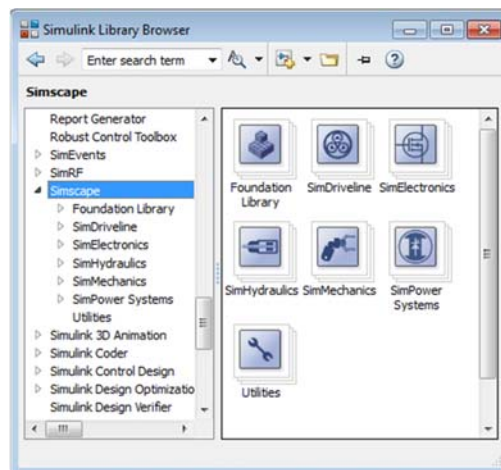 Simulink Library Browser
Enter search term
Simscape
Report Generator
Robust Control Toolbox
SimEvents
SimRF
Simscape
Foundation Library
SimDriveline
SimElectronics
SimHydraulics
SimMechanics
SimPower Systems
Utilities
Simulink 3D Animation
Simulink Coder
Simulink Control Design
Simulink Design Optimizatio
Simulink Design Verifier
Foundation
Library
SimDriveline
SimElectronics
SimHydraulics
SimMechanics
SimPower
Systems
Utilities